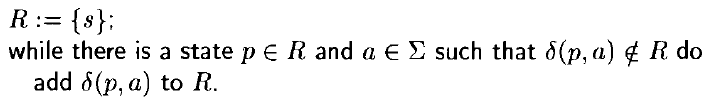 R := {s};
while there is a state p ∈ R and a ∈ Σ such that δ(p, a) ∉ R do
add δ(p, a) to R.